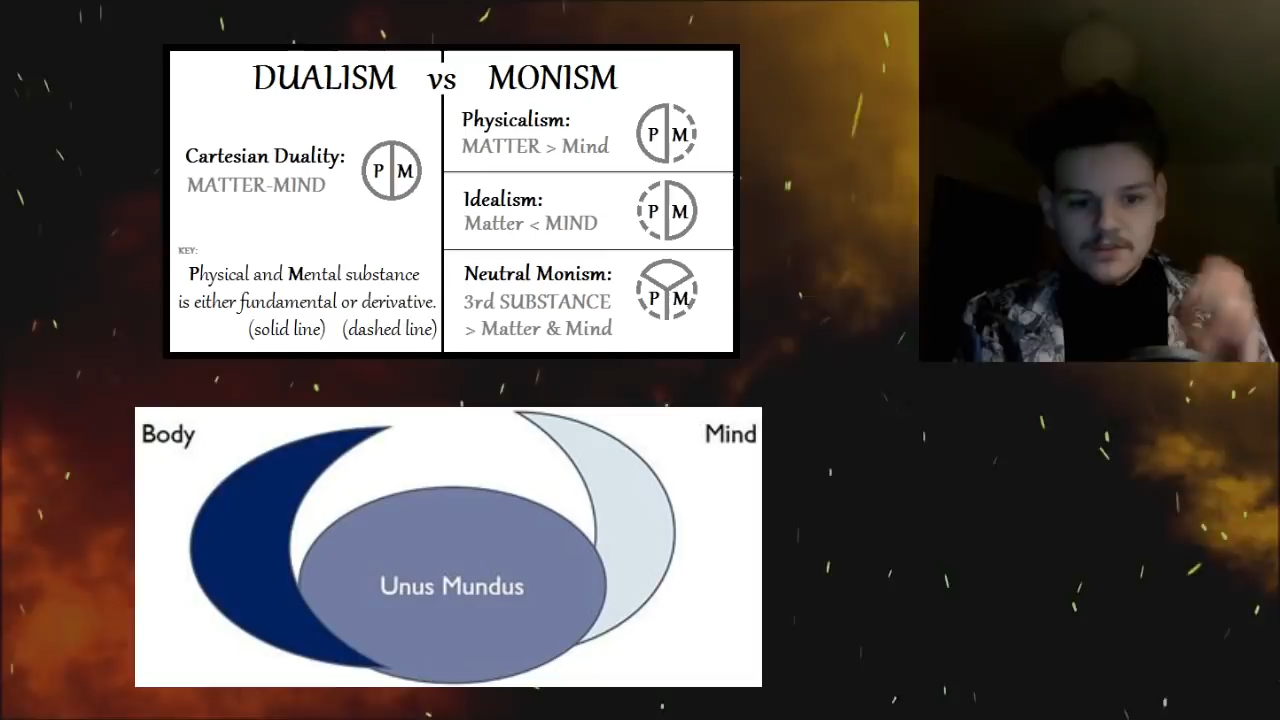 DUALISM vs MONISM
Cartesian Duality:
MATTER-MIND
P M
KEY:
Physical and Mental substance
is either fundamental or derivative.
(solid line) (dashed line)
Physicalism:
MATTER > Mind
P M
Idealism:
Matter < MIND
P M
Neutral Monism:
3rd SUBSTANCE
> Matter & Mind
P M
Body
Mind
Unus Mundus